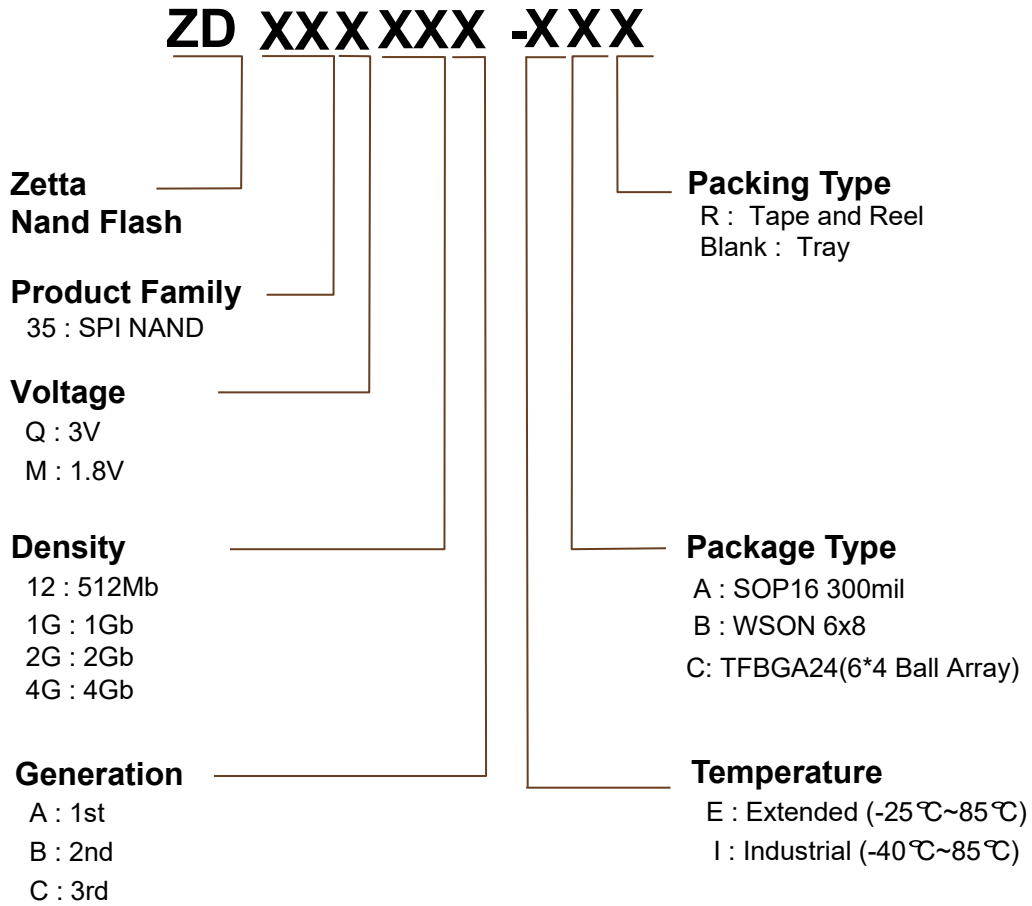 ZD XXXXXX -XXX
Zetta
Nand Flash
Product Family
35 : SPI NAND
Voltage
Q : 3V
M : 1.8V
Density
12 : 512Mb
1G : 1Gb
2G : 2Gb
4G : 4Gb
Generation
A : 1st
B : 2nd
C : 3rd
Packing Type
R : Tape and Reel
Blank : Tray
Package Type
A : SOP16 300mil
B : WSON 6x8
C: TFBGA24(6*4 Ball Array)
Temperature
E : Extended (-25℃~85℃)
I : Industrial (-40℃~85℃)